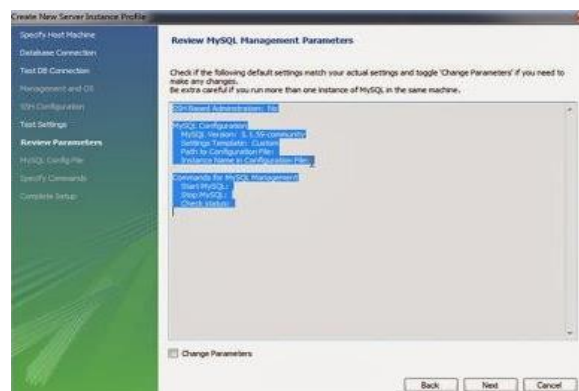 Create New Server Instance Profile
Specify Host Machine
Database Connection
Test DB Connection
Management and OS
SSH Configuration
Test Settings
Review Parameters
MySQL Config File
Specify Commands
Complete Setup
Review MySQL Management Parameters
Check if the following default settings match your actual settings and toggle 'Change Parameters' if you need to
make any changes.
Be extra careful if you run more than one instance of MySQL in the same machine.
SSH Based Administration: No
MySQL Configuration
MySQL Version: 5.1.59-community
Settings Template: Custom
Path to Configuration File:
Instance Name in Configuration File:
Commands for MySQL Management
Start MySQL:
Stop MySQL:
Check status:
Change Parameters
Back
Next
Cancel